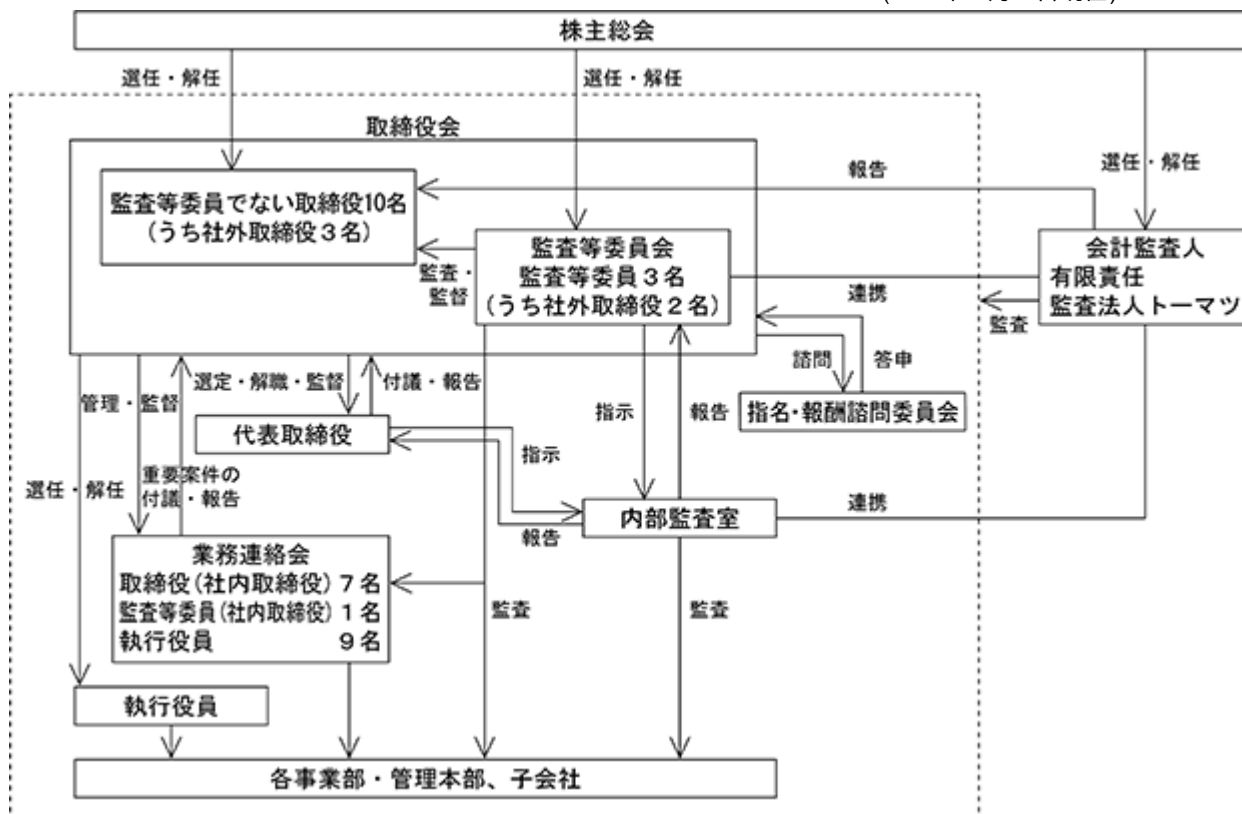 株主総会
選任・解任
選任・解任
取締役会
報告
選任・解任
監査等委員でない取締役10名
(うち社外取締役3名)
監査等委員会
監査等委員3名
(うち社外取締役2名)
監査・
監督
会計監査人
有限責任
監査法人トーマツ
連携
監査
諮問
答申
選定・解職・監督
付議・報告
管理・監督
指名・報酬諮問委員会
指示
報告
代表取締役
指示
選任・解任
重要案件の
付議・報告
内部監査室
連携
報告
業務連絡会
取締役(社内取締役)7名
監査等委員(社内取締役)1名
執行役員 9名
監査
監査
執行役員
各事業部・管理本部、子会社